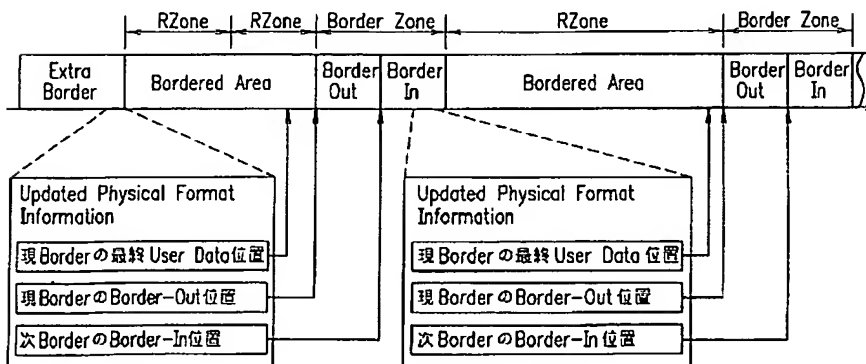 RZone RZone Border Zone RZone Border Zone
Extra Border
Bordered Area
Border Out
Border In
Bordered Area
Border Out
Border In
Updated Physical Format
Information
現Borderの最終User Data位置
現BorderのBorder-Out位置
次BorderのBorder-In位置
Updated Physical Format
Information
現Borderの最終User Data位置
現BorderのBorder-Out位置
次BorderのBorder-In位置